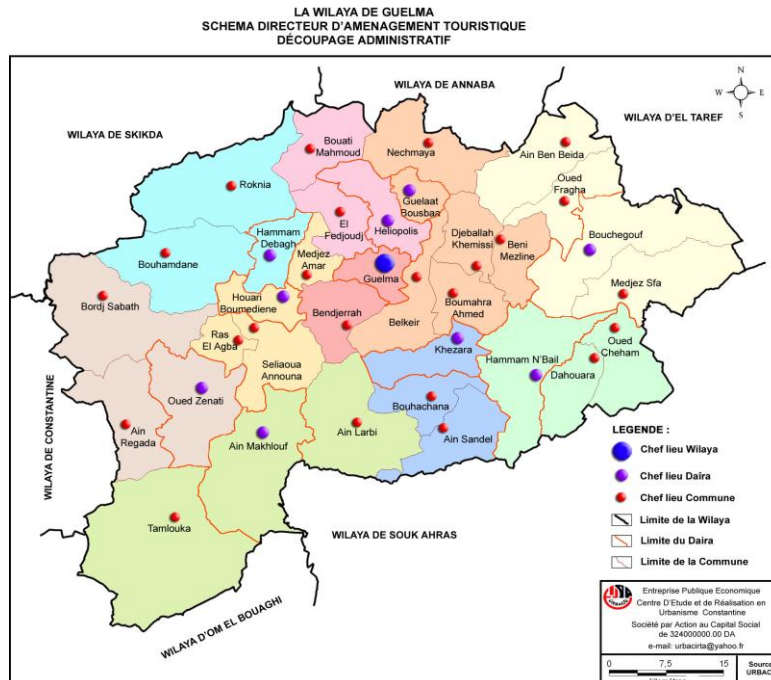 LA WILAYA DE GUELMA
SCHEMA DIRECTEUR D'AMENAGEMENT TOURISTIQUE
DÉCOUPAGE ADMINISTRATIF
WILAYA DE ANNABA
N
W E
S
WILAYA D'EL TAREF
WILAYA DE SKIKDA
Bouati
Mahmoud
Nechmaya
Ain Ben Beida
Oued
Fragha
Roknia
Guelaat
Bousbaa
El
Fedjoudj
Heliopolis
Hammam
Debagh
Djeballah
Khemissi
Beni
Mezline
Bouchegouf
Medjez
Amar
Bouhamdane
Guelma
Medjez Sfa
Bordj Sabath
Houari
Boumediene
Boumahra
Ahmed
Bendjerrah
Belkeir
Ras
El Agba
Khezara
Hammam N'Bail
Oued
Cheham
Seliaoua
Announa
Dahouara
Oued Zenati
Bouhachana
Ain
Regada
Ain Makhlouf
Ain Larbi
Ain Sandel
WILAYA DE CONSTANTINE
Tamlouka
WILAYA DE SOUK AHRAS
WILAYA D'OM EL BOUAGHI
LEGENDE :
Chef lieu Wilaya
Chef lieu Daïra
Chef lieu Commune
Limite de la Wilaya
Limite du Daira
Limite de la Commune
Entreprise Publique Economique
Centre D'Etude et de Réalisation en
Urbanisme Constantine
Société par Action au Capital Social
de 324000000.00 DA
e-mail: urbacirta@yahoo.fr
0 7,5 15
Source
URBAC